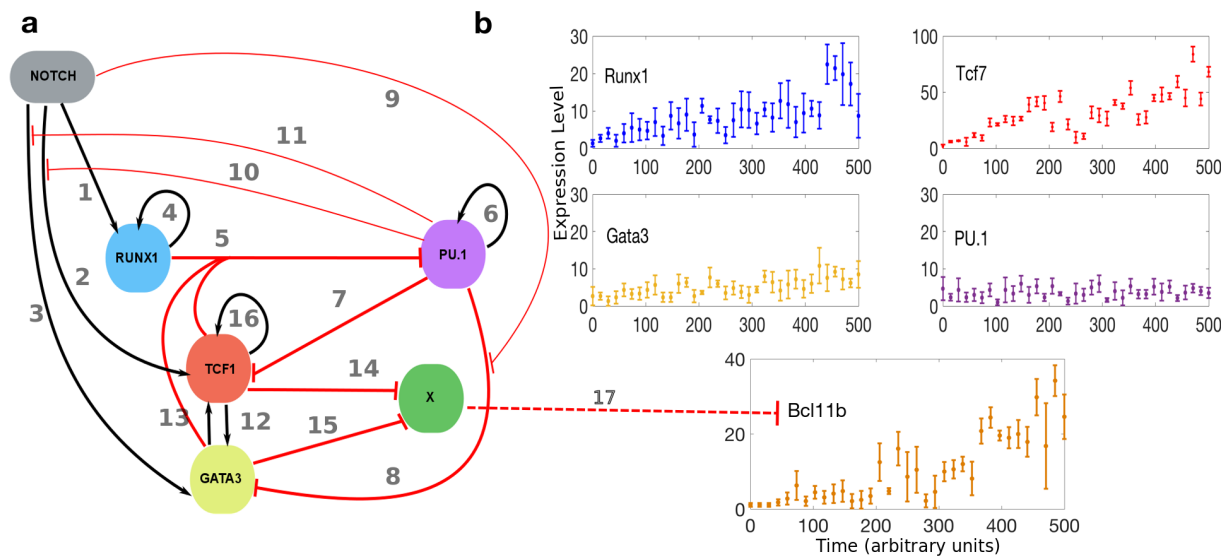 a
NOTCH
9
11
10
1
4
6
RUNX1
5
PU.1
2
3
7
16
TCF1
14
X
13
12
15
17
GATA3
8
b
Expression Level
30
20
10
0
Runx1
0 100 200 300 400 500
100
50
0
Tcf7
0 100 200 300 400 500
30
20
10
0
Gata3
0 100 200 300 400 500
30
20
10
0
PU.1
0 100 200 300 400 500
40
20
0
Bcl11b
0 100 200 300 400 500
Time (arbitrary units)